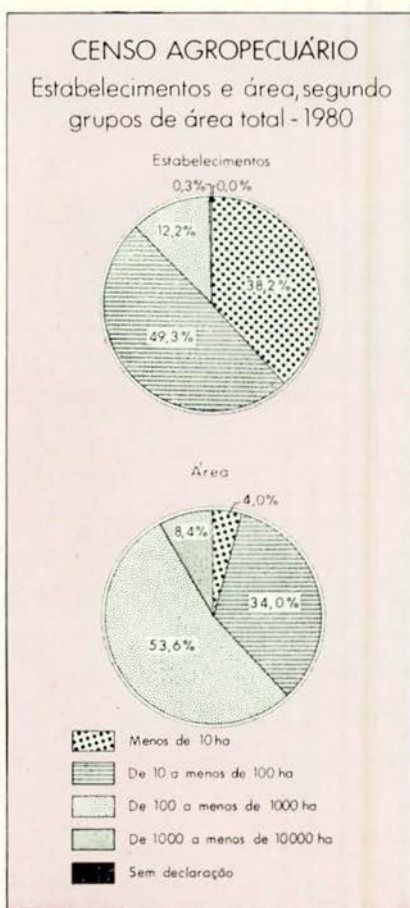 CENSO AGROPECUÁRIO
Estabelecimentos e área, segundo
grupos de área total - 1980
Estabelecimentos
0,3% 0,0%
12,2%
38,2%
49,3%
Área
4,0%
8,4%
34,0%
53,6%
Menos de 10 ha
De 10 a menos de 100 ha
De 100 a menos de 1000 ha
De 1000 a menos de 10000 ha
Sem declaração